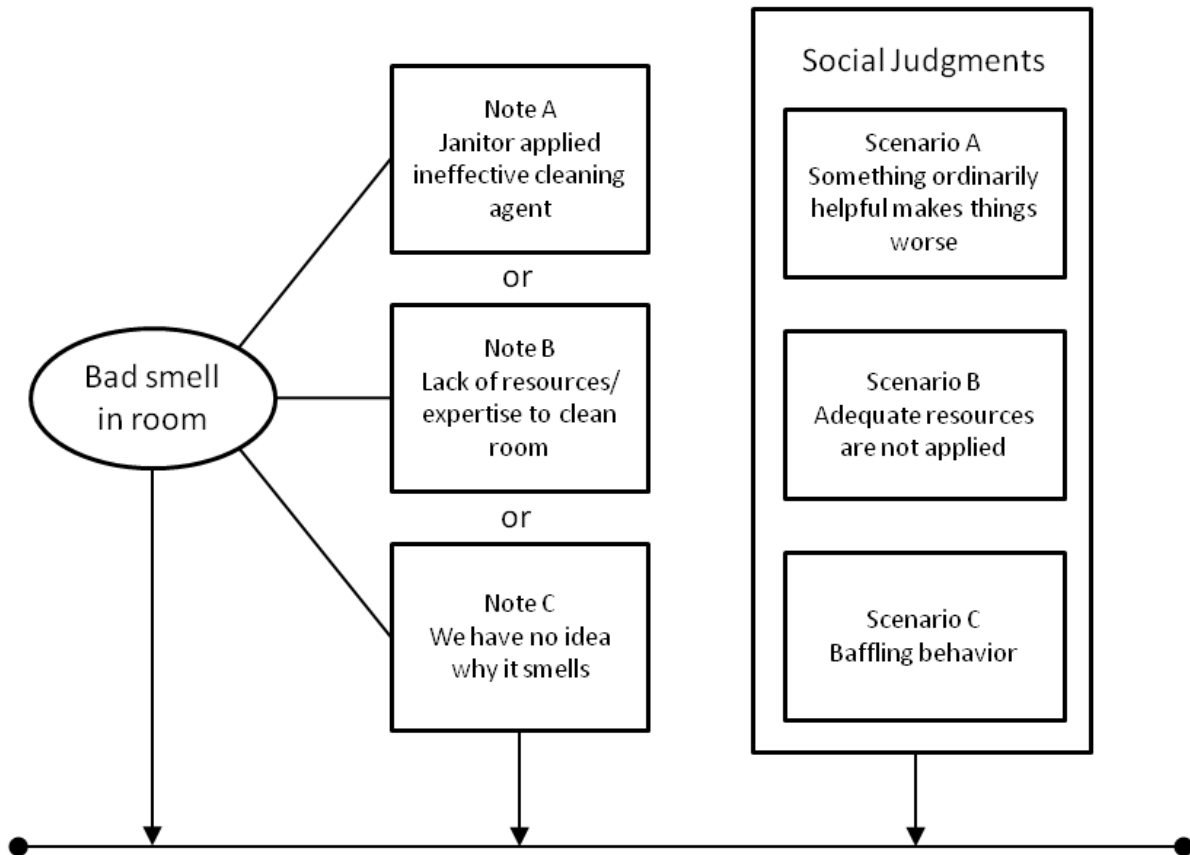 Bad smell
in room
Note A
Janitor applied
ineffective cleaning
agent
or
Note B
Lack of resources/
expertise to clean
room
or
Note C
We have no idea
why it smells
Social Judgments
Scenario A
Something ordinarily
helpful makes things
worse
Scenario B
Adequate resources
are not applied
Scenario C
Baffling behavior